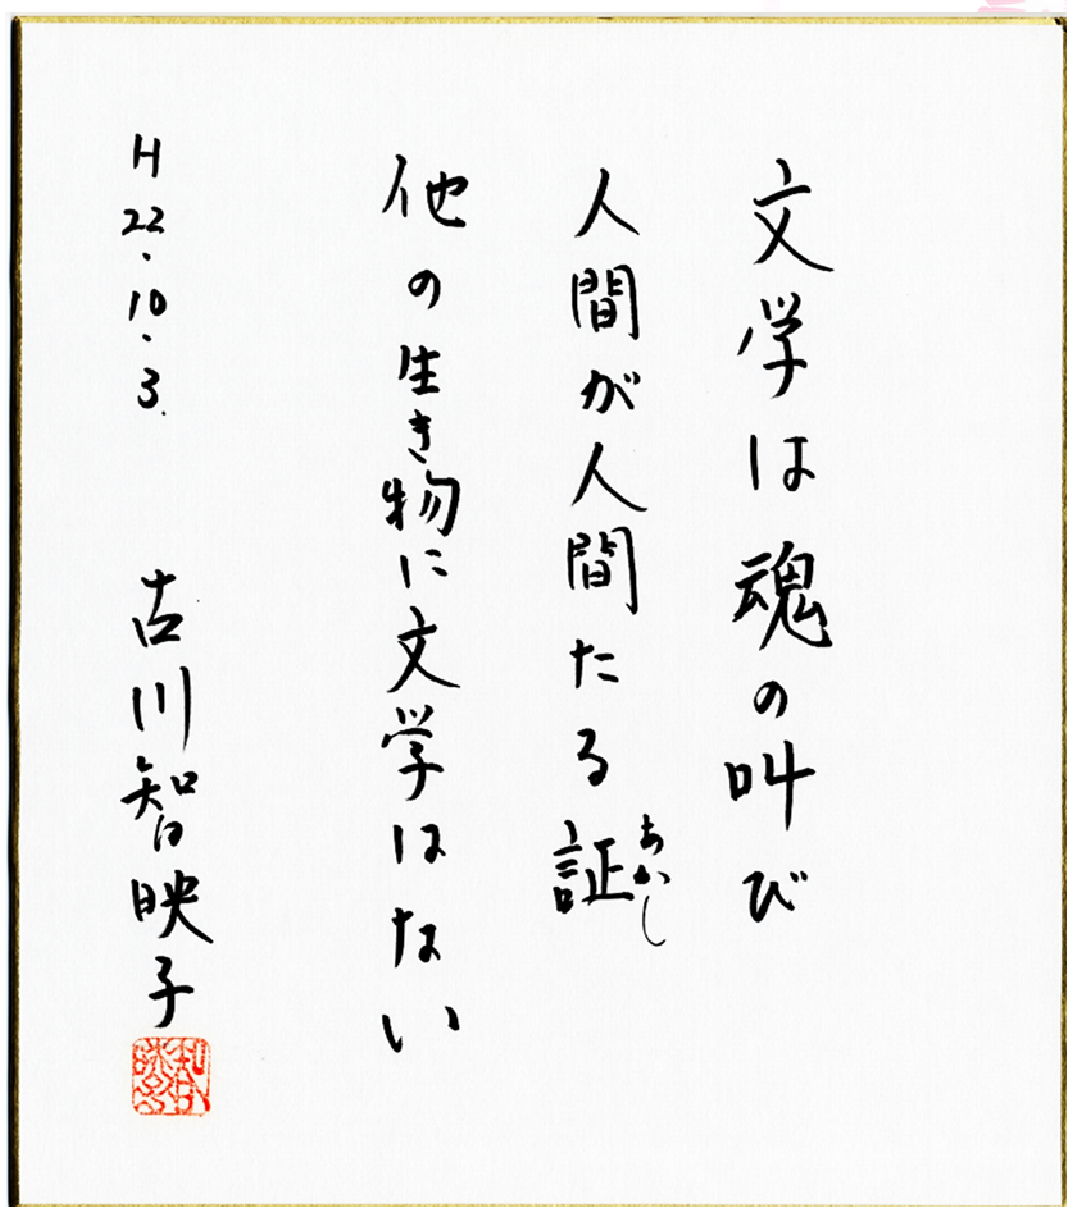 文学は魂の叫び
人間が人間たる証
あかし
他の生き物に文学はない
H22.10.3.
古川智映子